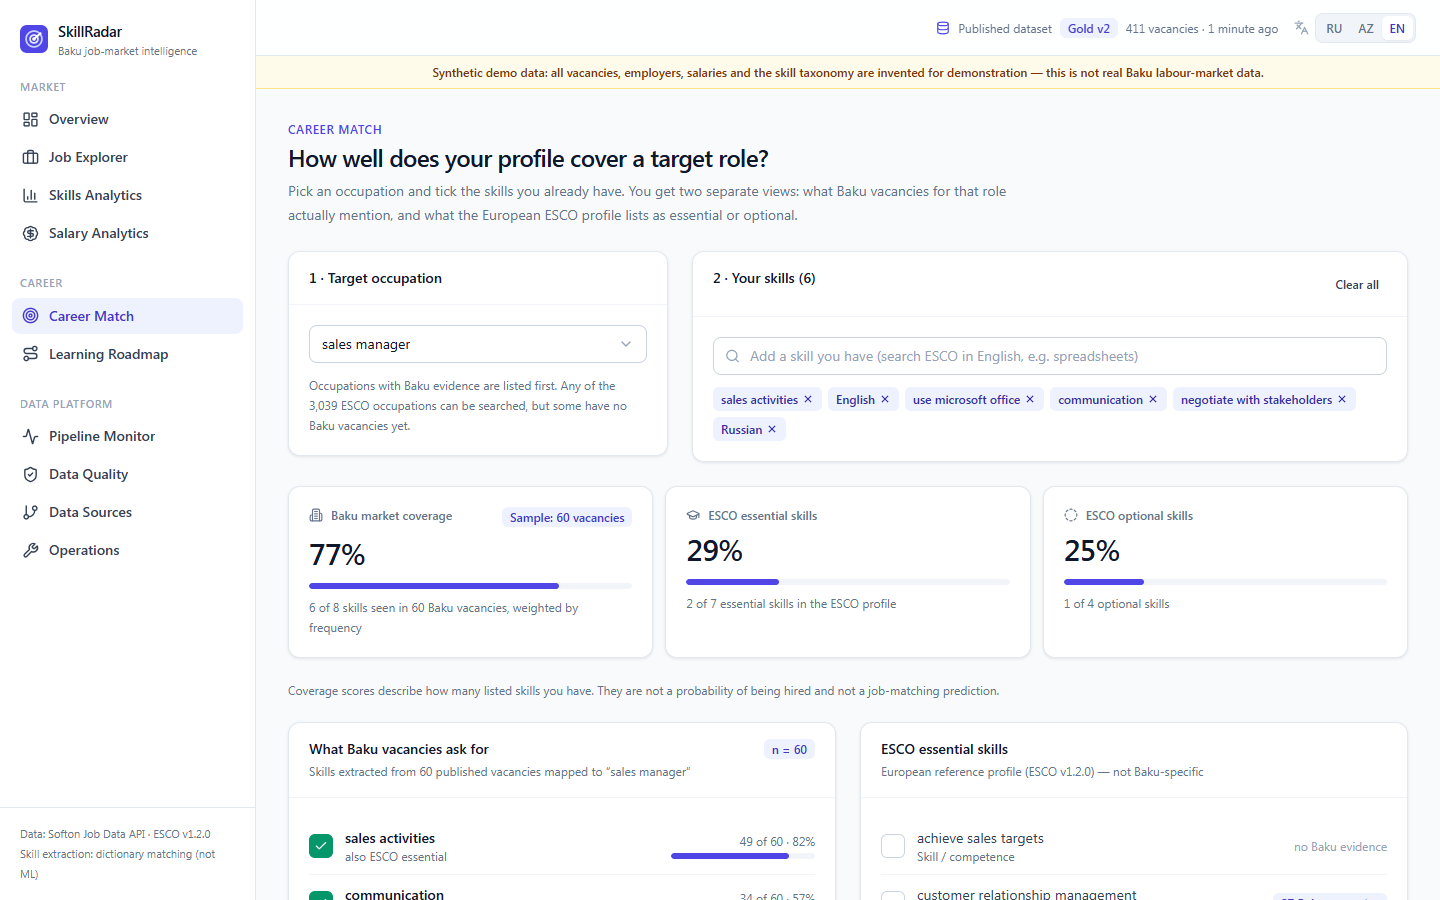 SkillRadar
Baku job-market intelligence
MARKET
Overview
Job Explorer
Skills Analytics
Salary Analytics
CAREER
Career Match
Learning Roadmap
DATA PLATFORM
Pipeline Monitor
Data Quality
Data Sources
Operations
Data: Softon Job Data API · ESCO v1.2.0
Skill extraction: dictionary matching (not
ML)
Published dataset Gold v2 411 vacancies · 1 minute ago RU AZ EN
Synthetic demo data: all vacancies, employers, salaries and the skill taxonomy are invented for demonstration — this is not real Baku labour-market data.
CAREER MATCH
How well does your profile cover a target role?
Pick an occupation and tick the skills you already have. You get two separate views: what Baku vacancies for that role
actually mention, and what the European ESCO profile lists as essential or optional.
1 · Target occupation
sales manager
Occupations with Baku evidence are listed first. Any of the
3,039 ESCO occupations can be searched, but some have no
Baku vacancies yet.
2 · Your skills (6)
Clear all
Add a skill you have (search ESCO in English, e.g. spreadsheets)
sales activities × English × use microsoft office × communication × negotiate with stakeholders ×
Russian ×
Baku market coverage Sample: 60 vacancies
77%
6 of 8 skills seen in 60 Baku vacancies, weighted by
frequency
ESCO essential skills
29%
2 of 7 essential skills in the ESCO profile
ESCO optional skills
25%
1 of 4 optional skills
Coverage scores describe how many listed skills you have. They are not a probability of being hired and not a job-matching prediction.
What Baku vacancies ask for n = 60
Skills extracted from 60 published vacancies mapped to “sales manager”
sales activities 49 of 60 · 82%
also ESCO essential
communication 34 of 60 · 57%
ESCO essential skills
European reference profile (ESCO v1.2.0) — not Baku-specific
achieve sales targets
Skill / competence
no Baku evidence
customer relationship management